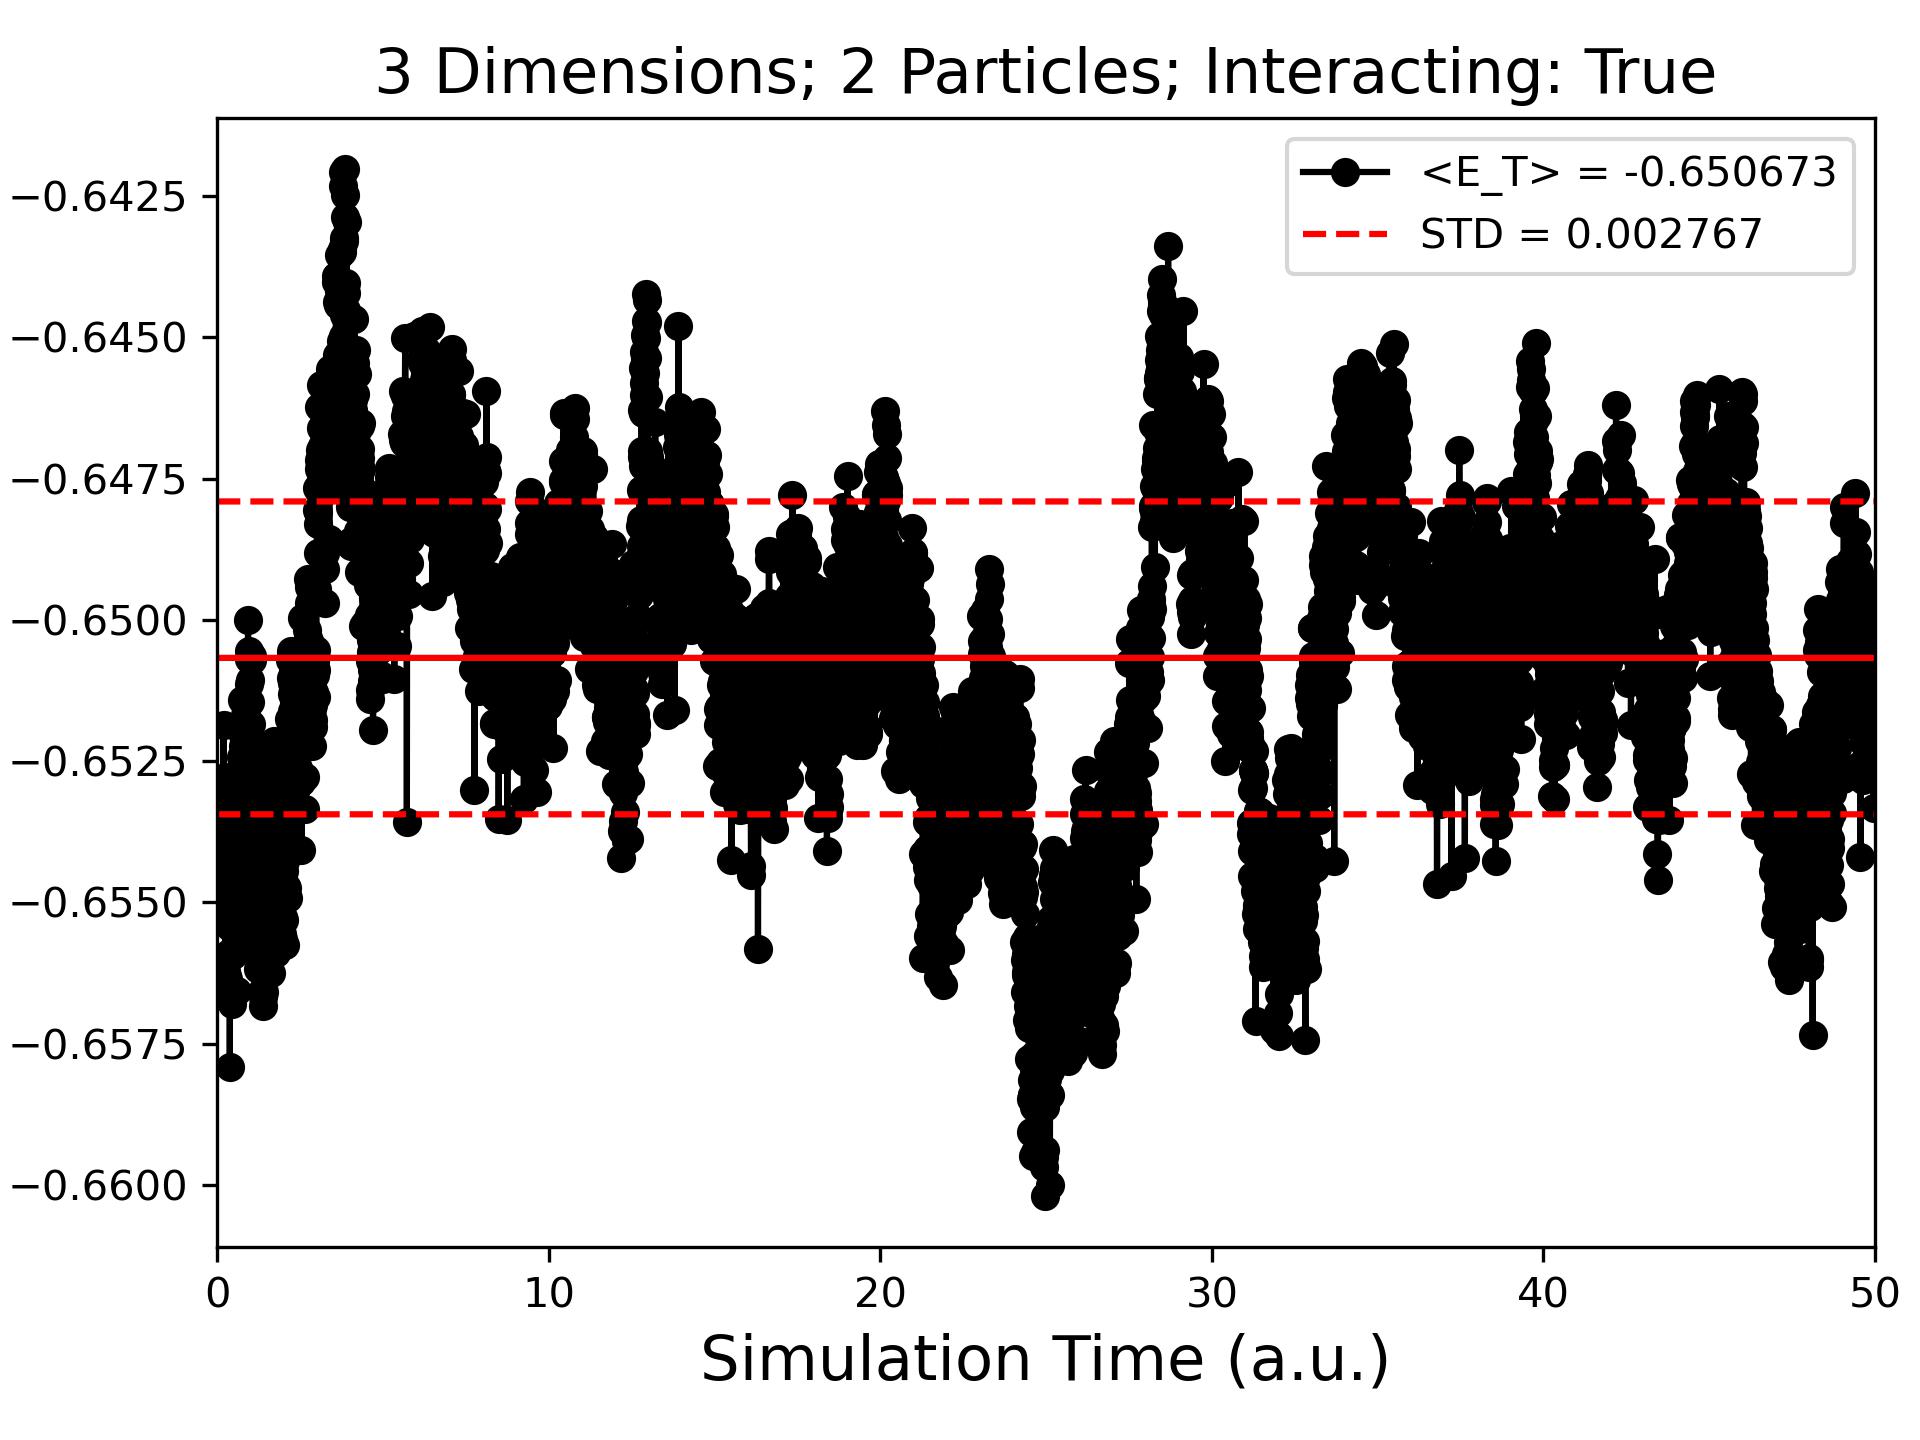 3 Dimensions; 2 Particles; Interacting: True
<E_T> = -0.650673
STD = 0.002767
−0.6425
−0.6450
−0.6475
−0.6500
−0.6525
−0.6550
−0.6575
−0.6600
0 10 20 30 40 50
Simulation Time (a.u.)